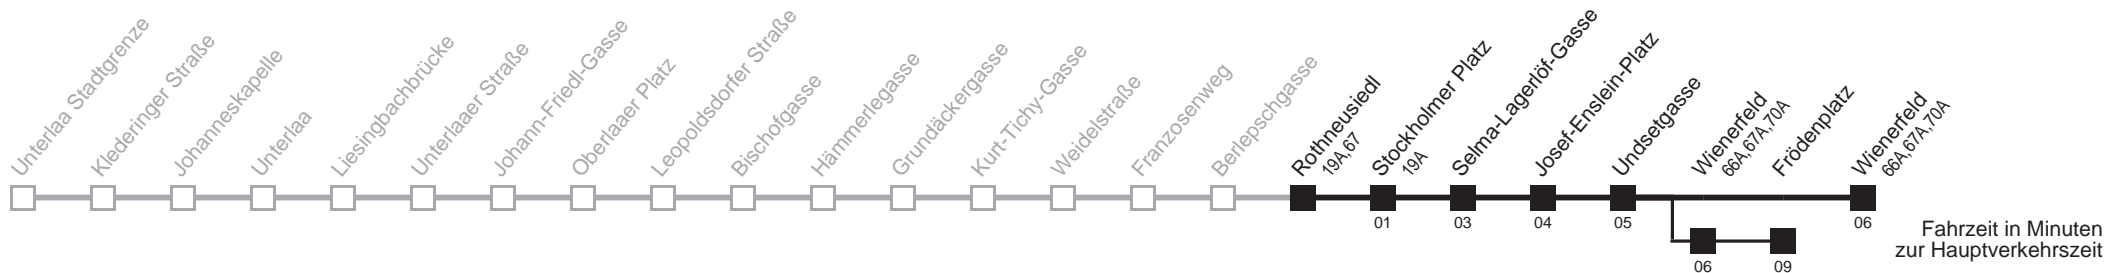 Unterlaa Stadtgrenze
Klederinger Straße
Johanneskapelle
Unterlaa
Liesingbachbrücke
Unterlaaer Straße
Johann-Friedl-Gasse
Oberlaaer Platz
Leopoldsdorfer Straße
Bischofgasse
Hämmerlegasse
Grundäckergasse
Kurt-Tichy-Gasse
Weidelstraße
Franzosenweg
Berlepschgasse
Rothneusiedl
19A,67
Stockholmer Platz
19A
Selma-Lagerlöf-Gasse
Josef-Enslein-Platz
Undsetgasse
Wienerfeld
66A,67A,70A
Frödenplatz
Wienerfeld
66A,67A,70A
01
03
04
05
06
06
09
Fahrzeit in Minuten
zur Hauptverkehrszeit